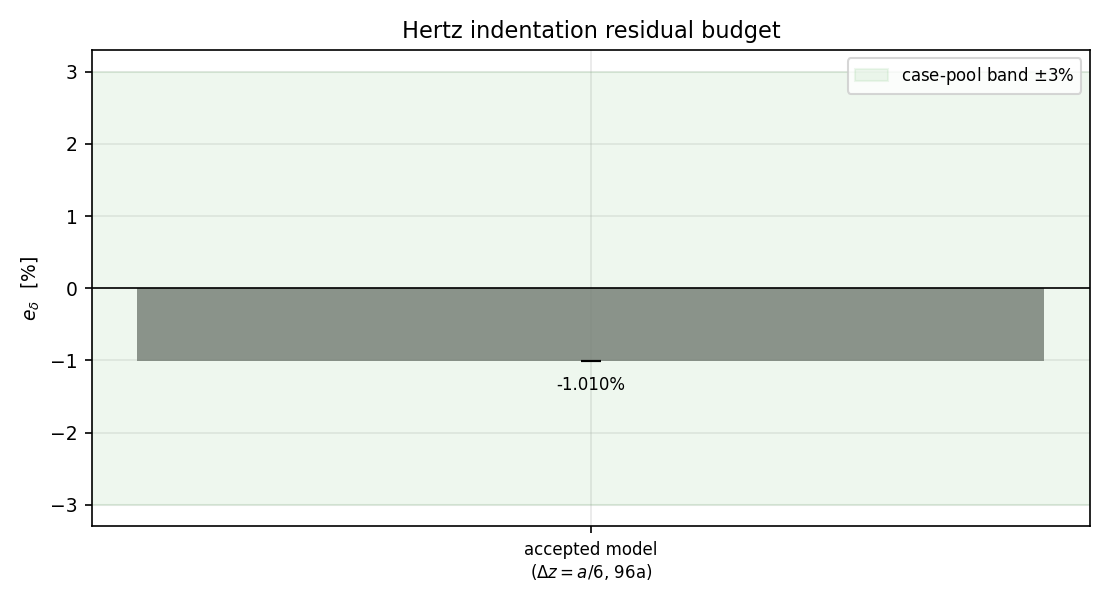 Hertz indentation residual budget
case-pool band ±3%
3
2
1
0
−1
−2
−3
e_δ [%]
-1.010%
accepted model
(Δz = a/6, 96a)